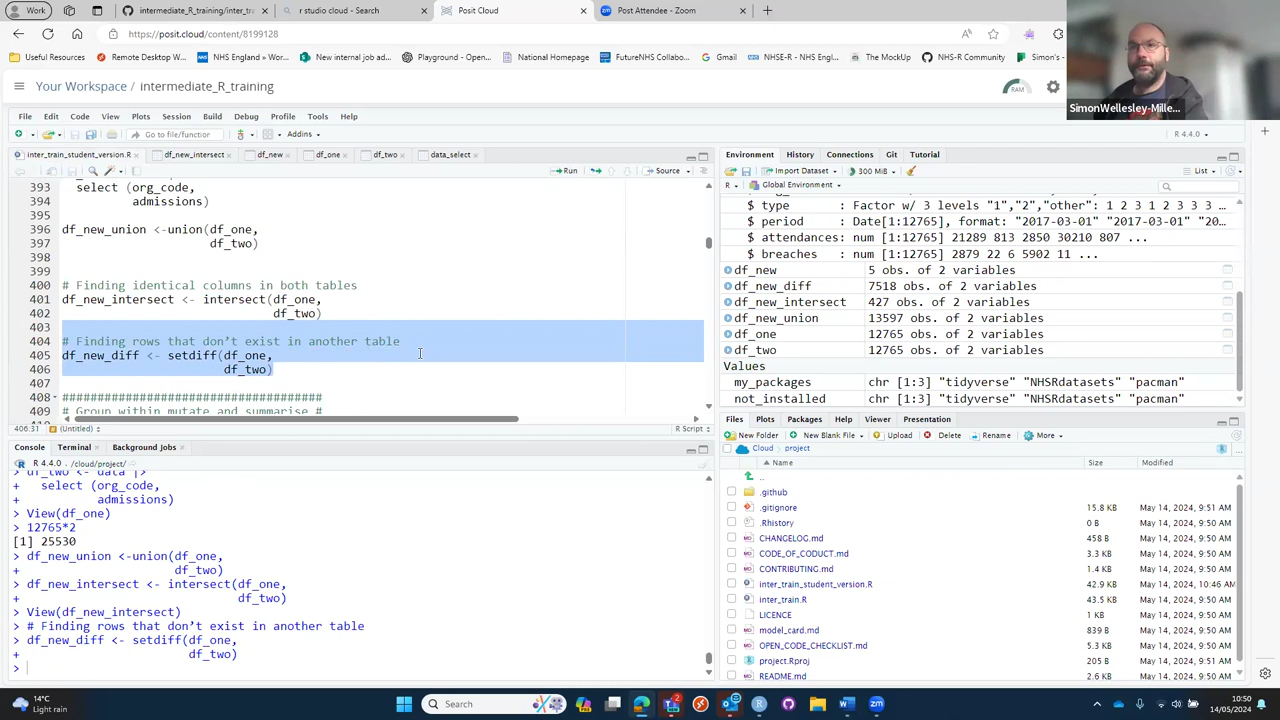 Work
intermediate_R_training/inter_tra
r studio cloud - Search
Posit Cloud
Post Attendee - Zoom
https://posit.cloud/content/8199128
Useful Resources
Remote Desktop W...
England » Wor...
New internal job ad...
Playground - Open...
National Homepage
FutureNHS Collabo...
Gmail
NHSE-R - NHS Engl...
The MockUp
NHS-R Community
Simon's -
Your Workspace / intermediate_R_training
RAM
SimonWellesley-Mille...
File Edit Code View Plots Session Build Debug Profile Tools Help
Go to file/function
Addins
R 4.4.0
inter_train_student_version.R
df_new_intersect
df_new
df_one
df_two
data_select
Run
Source
393 select (org_code,
394 admissions)
395
396 df_new_union <-union(df_one,
397 df_two)
398
399
400 # Finding identical columns in both tables
401 df_new_intersect <- intersect(df_one,
402 df_two)
403
404 # Finding rows that don’t exist in another table
405 df_new_diff <- setdiff(df_one,
406 df_two)
407
408 #####################################
409 # Group within mutate and summarise #
406:31 (Untitled)
R Script
Console Terminal Background Jobs
R 4.4.0 . /cloud/project/
> df_two <- data |>
+ select (org_code,
+ admissions)
> View(df_one)
> 12765*2
[1] 25530
> df_new_union <-union(df_one,
+ df_two)
> df_new_intersect <- intersect(df_one,
+ df_two)
> View(df_new_intersect)
> # Finding rows that don’t exist in another table
> df_new_diff <- setdiff(df_one,
+ df_two)
>
Environment History Connections Git Tutorial
Import Dataset
300 MiB
List
R
Global Environment
$ type : Factor w/ 3 levels "1","2","other": 1 2 3 1 2 3 3 3 …
$ period : Date[1:12765], format: "2017-03-01" "2017-03-01" "20…
$ attendances: num [1:12765] 21289 813 2850 30210 807 ...
$ breaches : num [1:12765] 2879 22 6 5902 11 ...
df_new 5 obs. of 2 variables
df_new_diff 7518 obs. of 2 variables
df_new_intersect 427 obs. of 2 variables
df_new_union 13597 obs. of 2 variables
df_one 12765 obs. of 2 variables
df_two 12765 obs. of 2 variables
Values
my_packages chr [1:3] "tidyverse" "NHSRdatasets" "pacman"
not_installed chr [1:3] "tidyverse" "NHSRdatasets" "pacman"
Files Plots Packages Help Viewer Presentation
New Folder
New Blank File
Upload
Delete
Rename
More
Cloud project
Name Size Modified
..
.github
.gitignore 15.8 KB May 14, 2024, 9:51 AM
.Rhistory 0 B May 14, 2024, 9:50 AM
CHANGELOG.md 458 B May 14, 2024, 9:50 AM
CODE_OF_CODUCT.md 3.3 KB May 14, 2024, 9:50 AM
CONTRIBUTING.md 1.4 KB May 14, 2024, 9:50 AM
inter_train_student_version.R 42.9 KB May 14, 2024, 10:46 AM
inter_train.R 43.5 KB May 14, 2024, 9:50 AM
LICENCE 1 KB May 14, 2024, 9:50 AM
model_card.md 839 B May 14, 2024, 9:50 AM
OPEN_CODE_CHECKLIST.md 5.3 KB May 14, 2024, 9:50 AM
project.Rproj 205 B May 14, 2024, 9:51 AM
README.md 2.6 KB May 14, 2024, 9:50 AM
14°C
Light rain
Search
10:50
14/05/2024